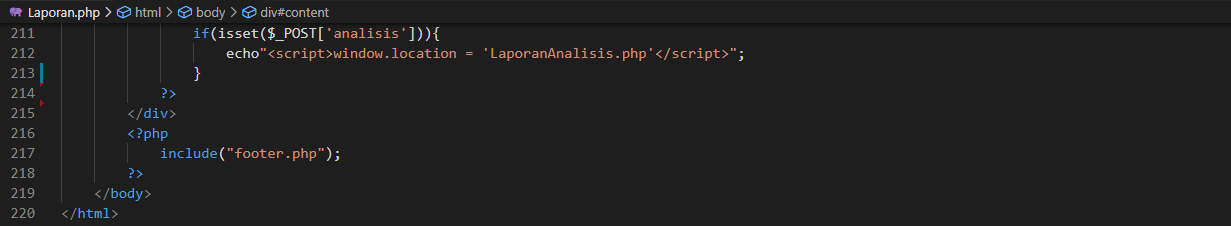 Laporan.php > html > body > div#content
211 if(isset($_POST['analisis'])){
212 echo"<script>window.location = 'LaporanAnalisis.php'</script>";
213 }
214 ?>
215 </div>
216 <?php
217 include("footer.php");
218 ?>
219 </body>
220 </html>